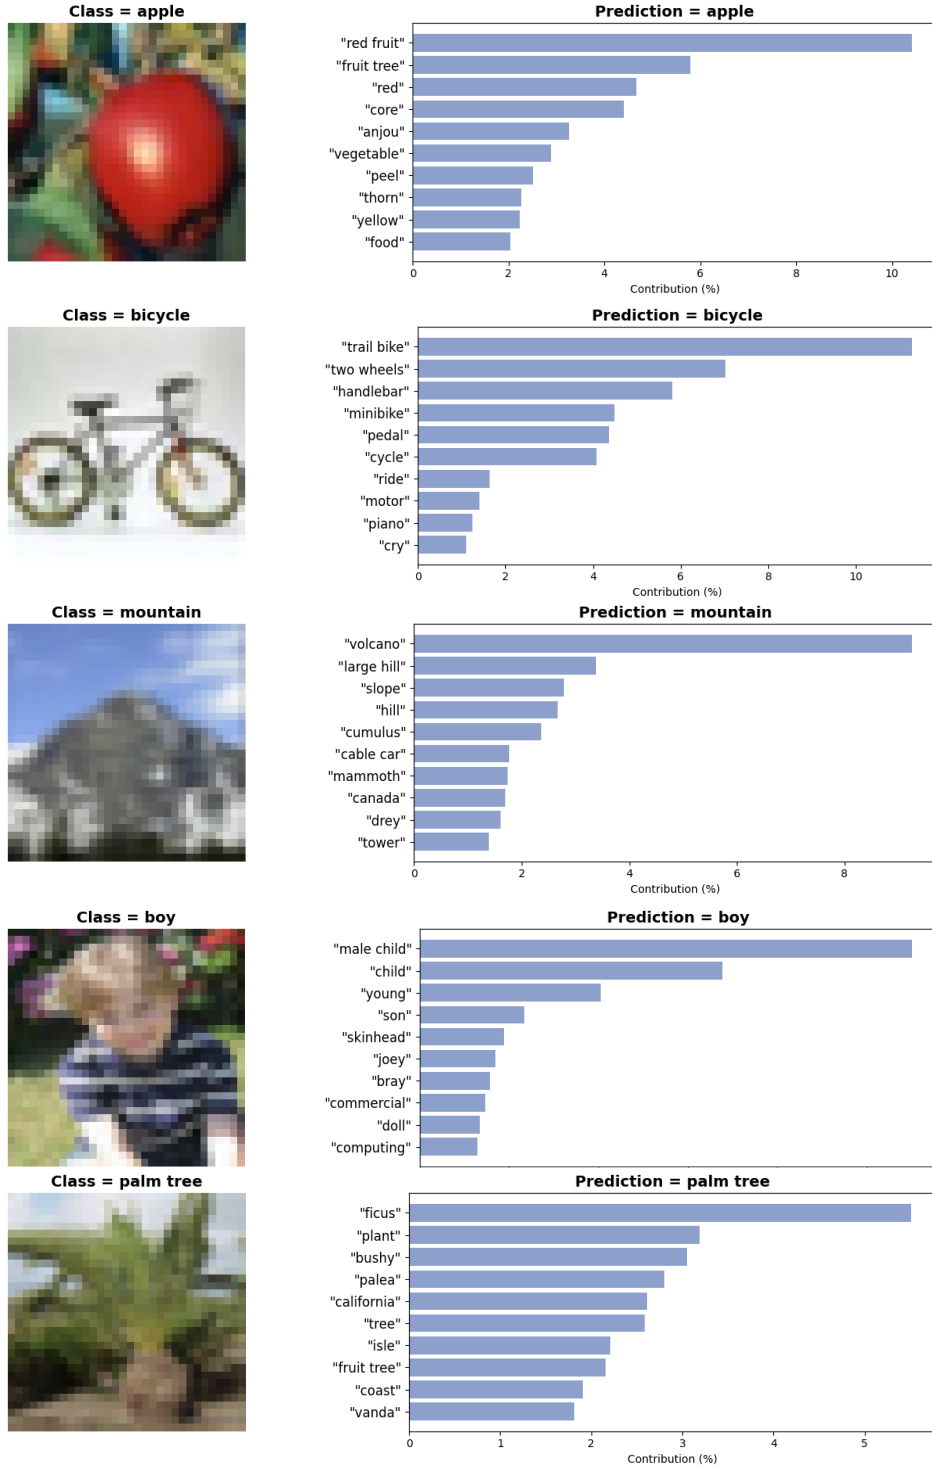 Class = apple
Prediction = apple
"red fruit"
"fruit tree"
"red"
"core"
"anjou"
"vegetable"
"peel"
"thorn"
"yellow"
"food"
0 2 4 6 8 10
Contribution (%)
Class = bicycle
Prediction = bicycle
"trail bike"
"two wheels"
"handlebar"
"minibike"
"pedal"
"cycle"
"ride"
"motor"
"piano"
"cry"
0 2 4 6 8 10
Contribution (%)
Class = mountain
Prediction = mountain
"volcano"
"large hill"
"slope"
"hill"
"cumulus"
"cable car"
"mammoth"
"canada"
"drey"
"tower"
0 2 4 6 8
Contribution (%)
Class = boy
Prediction = boy
"male child"
"child"
"young"
"son"
"skinhead"
"joey"
"bray"
"commercial"
"doll"
"computing"
Class = palm tree
Prediction = palm tree
"ficus"
"plant"
"bushy"
"palea"
"california"
"tree"
"isle"
"fruit tree"
"coast"
"vanda"
0 1 2 3 4 5
Contribution (%)